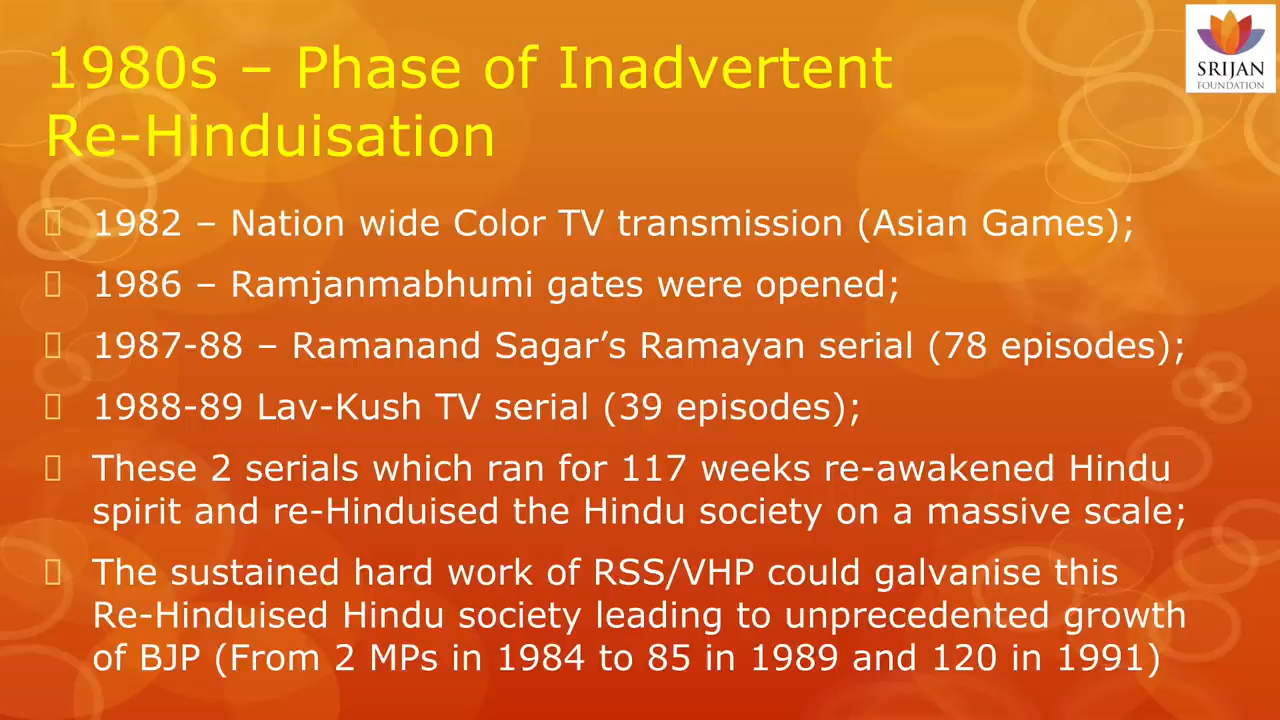 1980s – Phase of Inadvertent
Re-Hinduisation
SRIJAN
FOUNDATION
1982 – Nation wide Color TV transmission (Asian Games);
1986 – Ramjanmabhumi gates were opened;
1987-88 – Ramanand Sagar’s Ramayan serial (78 episodes);
1988-89 Lav-Kush TV serial (39 episodes);
These 2 serials which ran for 117 weeks re-awakened Hindu
spirit and re-Hinduised the Hindu society on a massive scale;
The sustained hard work of RSS/VHP could galvanise this
Re-Hinduised Hindu society leading to unprecedented growth
of BJP (From 2 MPs in 1984 to 85 in 1989 and 120 in 1991)